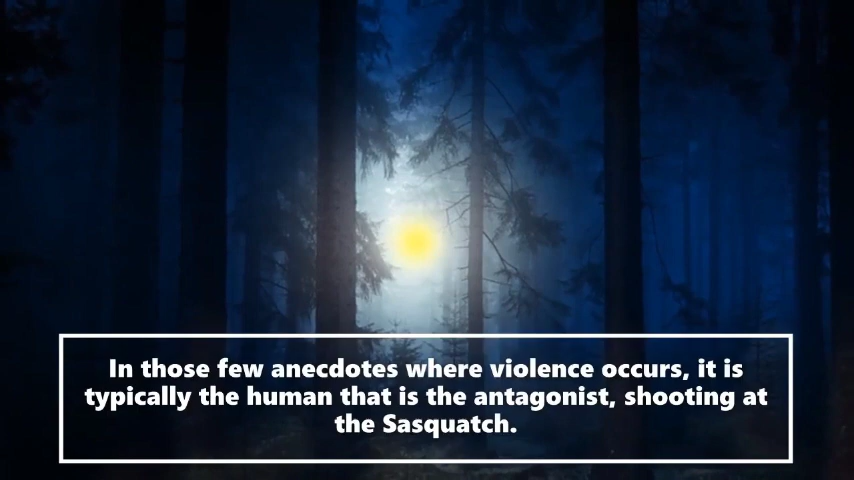 In those few anecdotes where violence occurs, it is
typically the human that is the antagonist, shooting at
the Sasquatch.